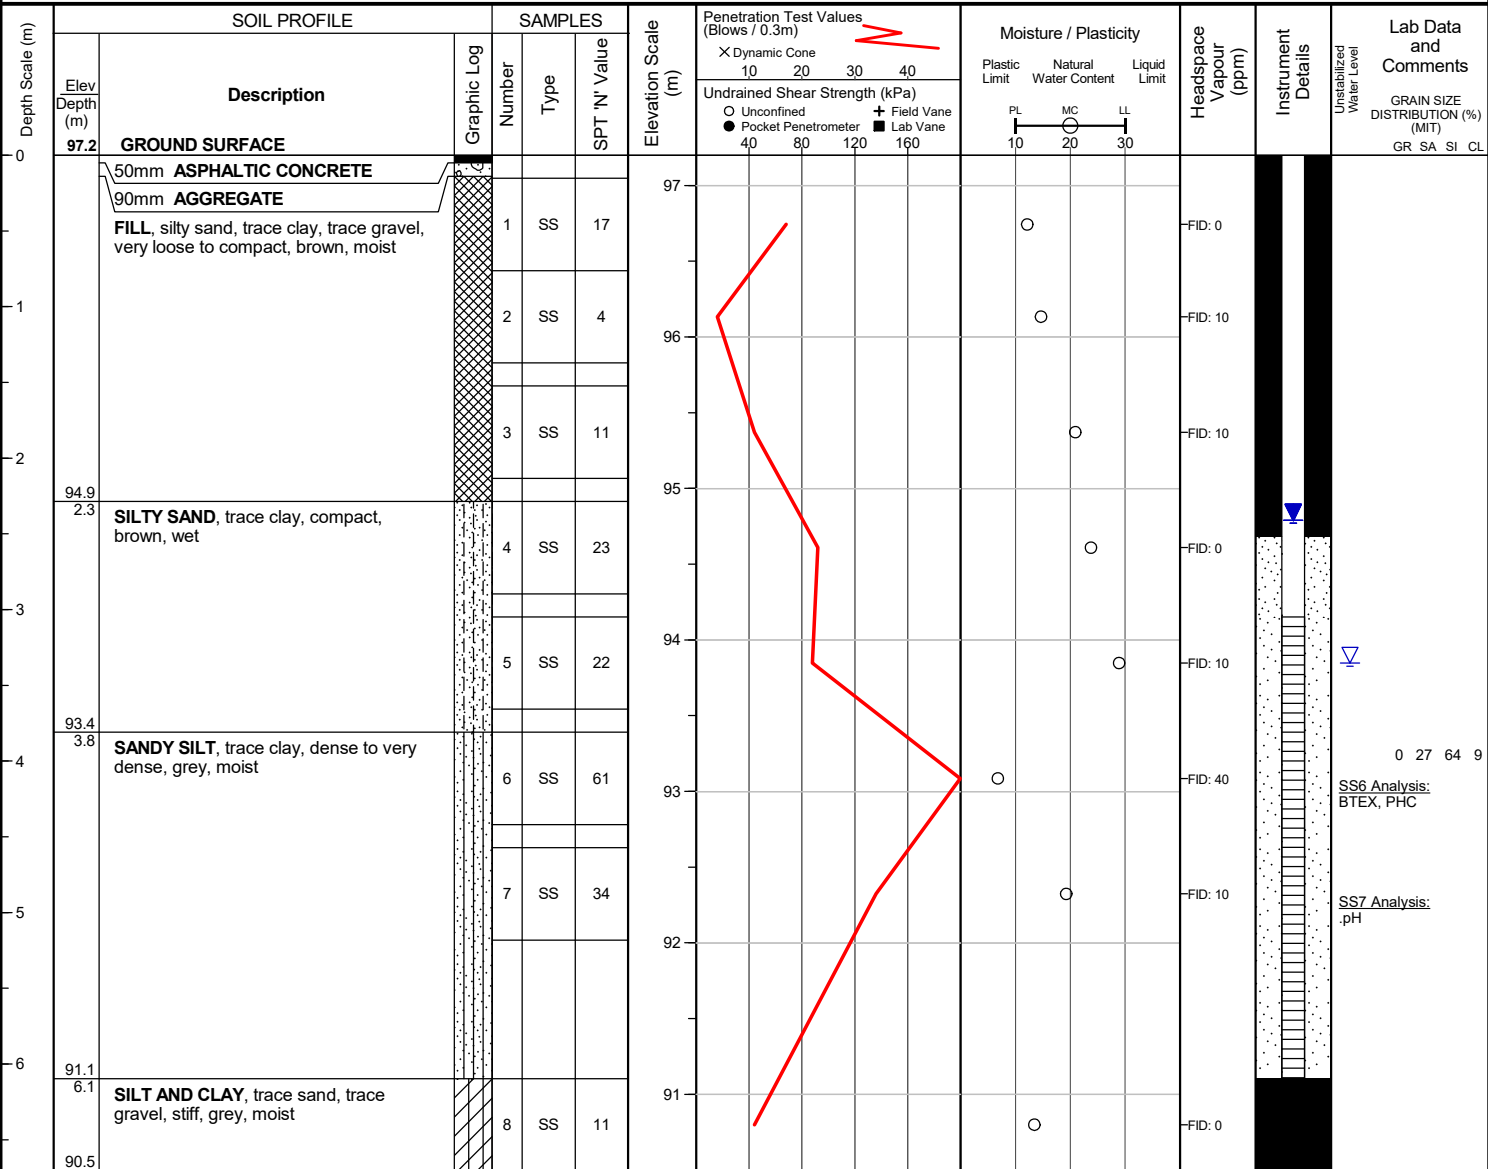 Depth Scale (m)
SOIL PROFILE
Elev
Depth
(m)
Description
Graphic Log
97.2 GROUND SURFACE
SAMPLES
Number
Type
SPT 'N' Value
Elevation Scale
(m)
Penetration Test Values
(Blows / 0.3m)
Dynamic Cone
10 20 30 40
Undrained Shear Strength (kPa)
Unconfined Field Vane
Pocket Penetrometer Lab Vane
40 80 120 160
Moisture / Plasticity
Plastic
Limit
Natural
Water Content
Liquid
Limit
PL MC LL
10 20 30
Headspace
Vapour
(ppm)
Instrument
Details
Unstabilized
Water Level
Lab Data
and
Comments
GRAIN SIZE
DISTRIBUTION (%)
(MIT)
GR SA SI CL
0
50mm ASPHALTIC CONCRETE
97
90mm AGGREGATE
FILL, silty sand, trace clay, trace gravel,
very loose to compact, brown, moist
1 SS 17
FID: 0
1
2 SS 4
FID: 10
96
3 SS 11
FID: 10
2
95
94.9
2.3
SILTY SAND, trace clay, compact,
brown, wet
4 SS 23
FID: 0
3
94
5 SS 22
FID: 10
93.4
3.8
SANDY SILT, trace clay, dense to very
dense, grey, moist
0 27 64 9
4
6 SS 61
FID: 40
93
SS6 Analysis:
BTEX, PHC
7 SS 34
FID: 10
SS7 Analysis:
.pH
5
92
6
91.1
6.1
SILT AND CLAY, trace sand, trace
gravel, stiff, grey, moist
91
8 SS 11
FID: 0
90.5